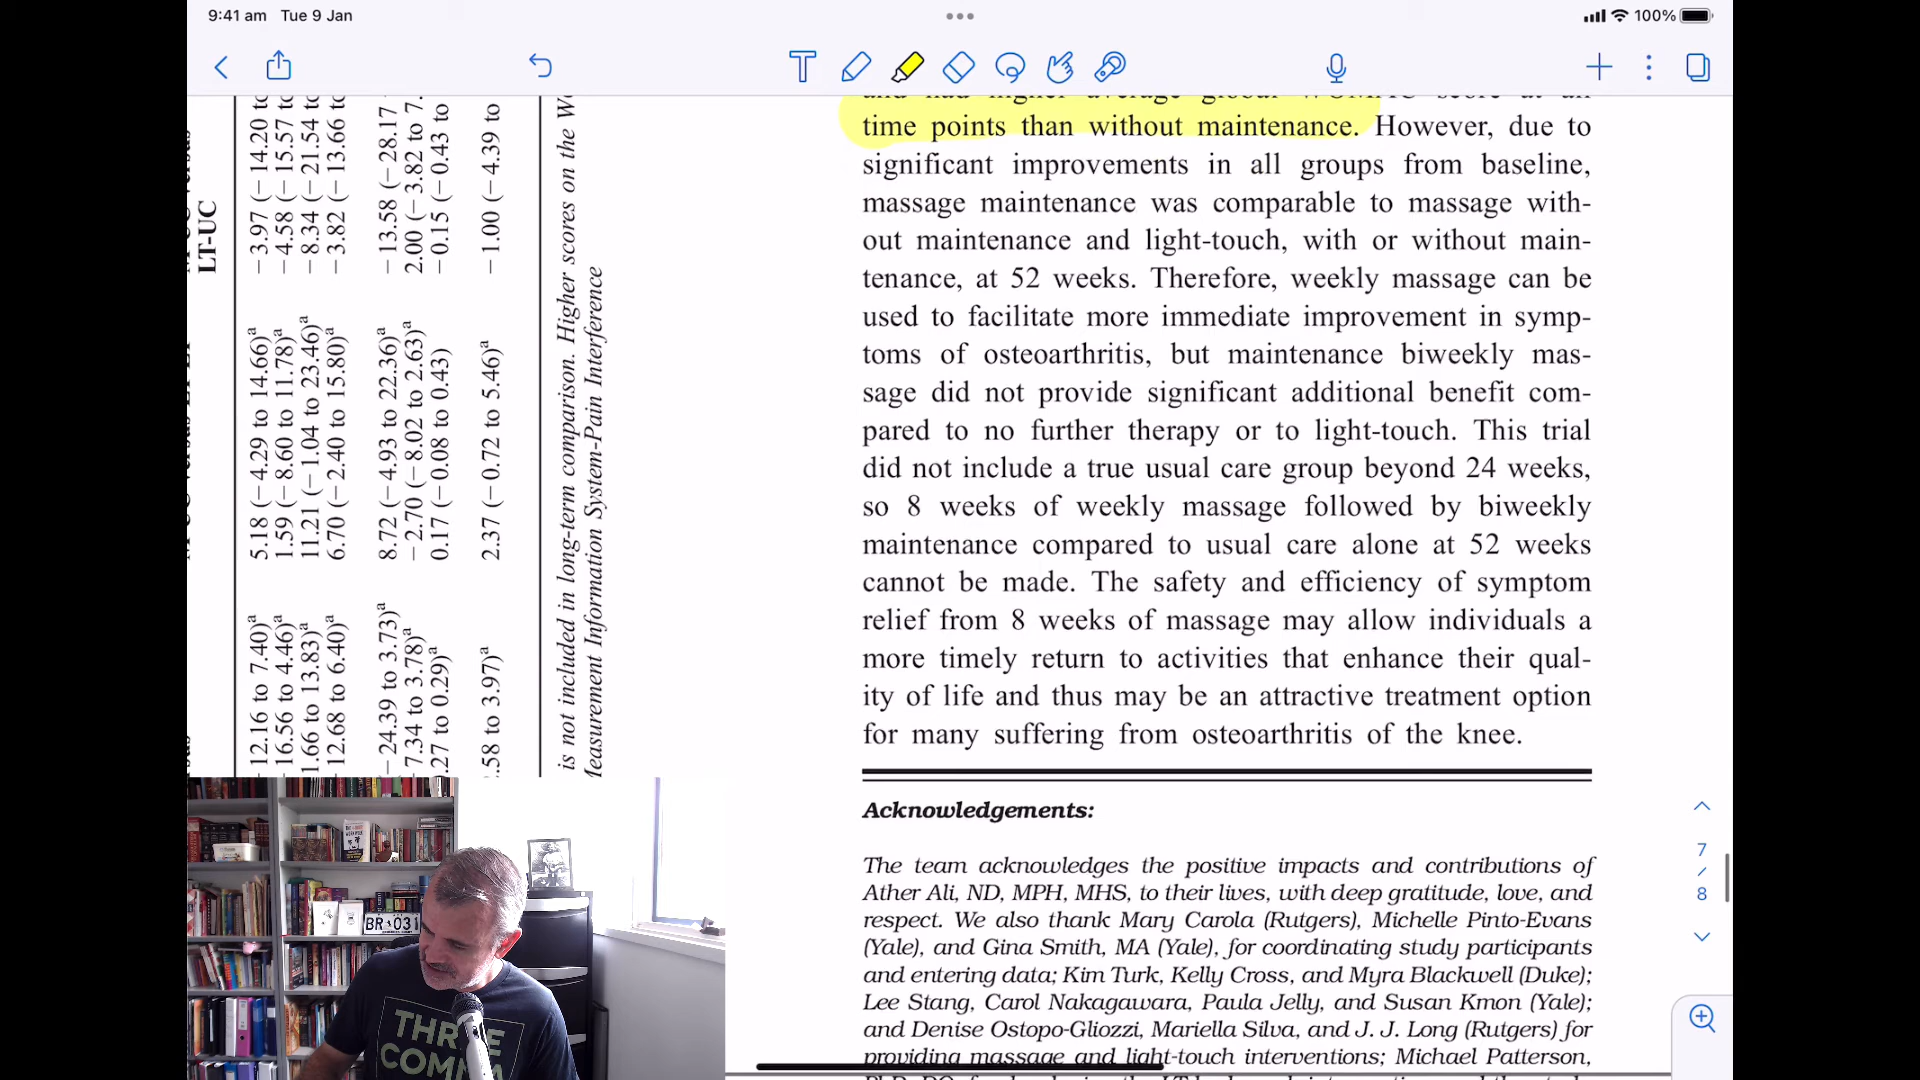 9:41 am Tue 9 Jan
100%
T
LT-UC
−3.97 (−14.20 to
−4.58 (−15.57 to
−8.34 (−21.54 to
−3.82 (−13.66 to
−13.58 (−28.17
2.00 (−3.82 to 7.
−0.15 (−0.43 to
−1.00 (−4.39 to
5.18 (−4.29 to 14.66)a
1.59 (−8.60 to 11.78)a
11.21 (−1.04 to 23.46)a
6.70 (−2.40 to 15.80)a
8.72 (−4.93 to 22.36)a
−2.70 (−8.02 to 2.63)a
0.17 (−0.08 to 0.43)
2.37 (−0.72 to 5.46)a
12.16 to 7.40)a
16.56 to 4.46)a
1.66 to 13.83)a
12.68 to 6.40)a
24.39 to 3.73)a
7.34 to 3.78)a
.27 to 0.29)a
.58 to 3.97)a
is not included in long-term comparison. Higher scores on the We
Measurement Information System-Pain Interference
and had higher average global WOMAC score at all
time points than without maintenance. However, due to
significant improvements in all groups from baseline,
massage maintenance was comparable to massage with-
out maintenance and light-touch, with or without main-
tenance, at 52 weeks. Therefore, weekly massage can be
used to facilitate more immediate improvement in symp-
toms of osteoarthritis, but maintenance biweekly mas-
sage did not provide significant additional benefit com-
pared to no further therapy or to light-touch. This trial
did not include a true usual care group beyond 24 weeks,
so 8 weeks of weekly massage followed by biweekly
maintenance compared to usual care alone at 52 weeks
cannot be made. The safety and efficiency of symptom
relief from 8 weeks of massage may allow individuals a
more timely return to activities that enhance their qual-
ity of life and thus may be an attractive treatment option
for many suffering from osteoarthritis of the knee.
Acknowledgements:
The team acknowledges the positive impacts and contributions of
Ather Ali, ND, MPH, MHS, to their lives, with deep gratitude, love, and
respect. We also thank Mary Carola (Rutgers), Michelle Pinto-Evans
(Yale), and Gina Smith, MA (Yale), for coordinating study participants
and entering data; Kim Turk, Kelly Cross, and Myra Blackwell (Duke);
Lee Stang, Carol Nakagawara, Paula Jelly, and Susan Kmon (Yale);
and Denise Ostopo-Gliozzi, Mariella Silva, and J. J. Long (Rutgers) for
providing massage and light-touch interventions; Michael Patterson,
7
/
8
BR 031
THREE
COMMA